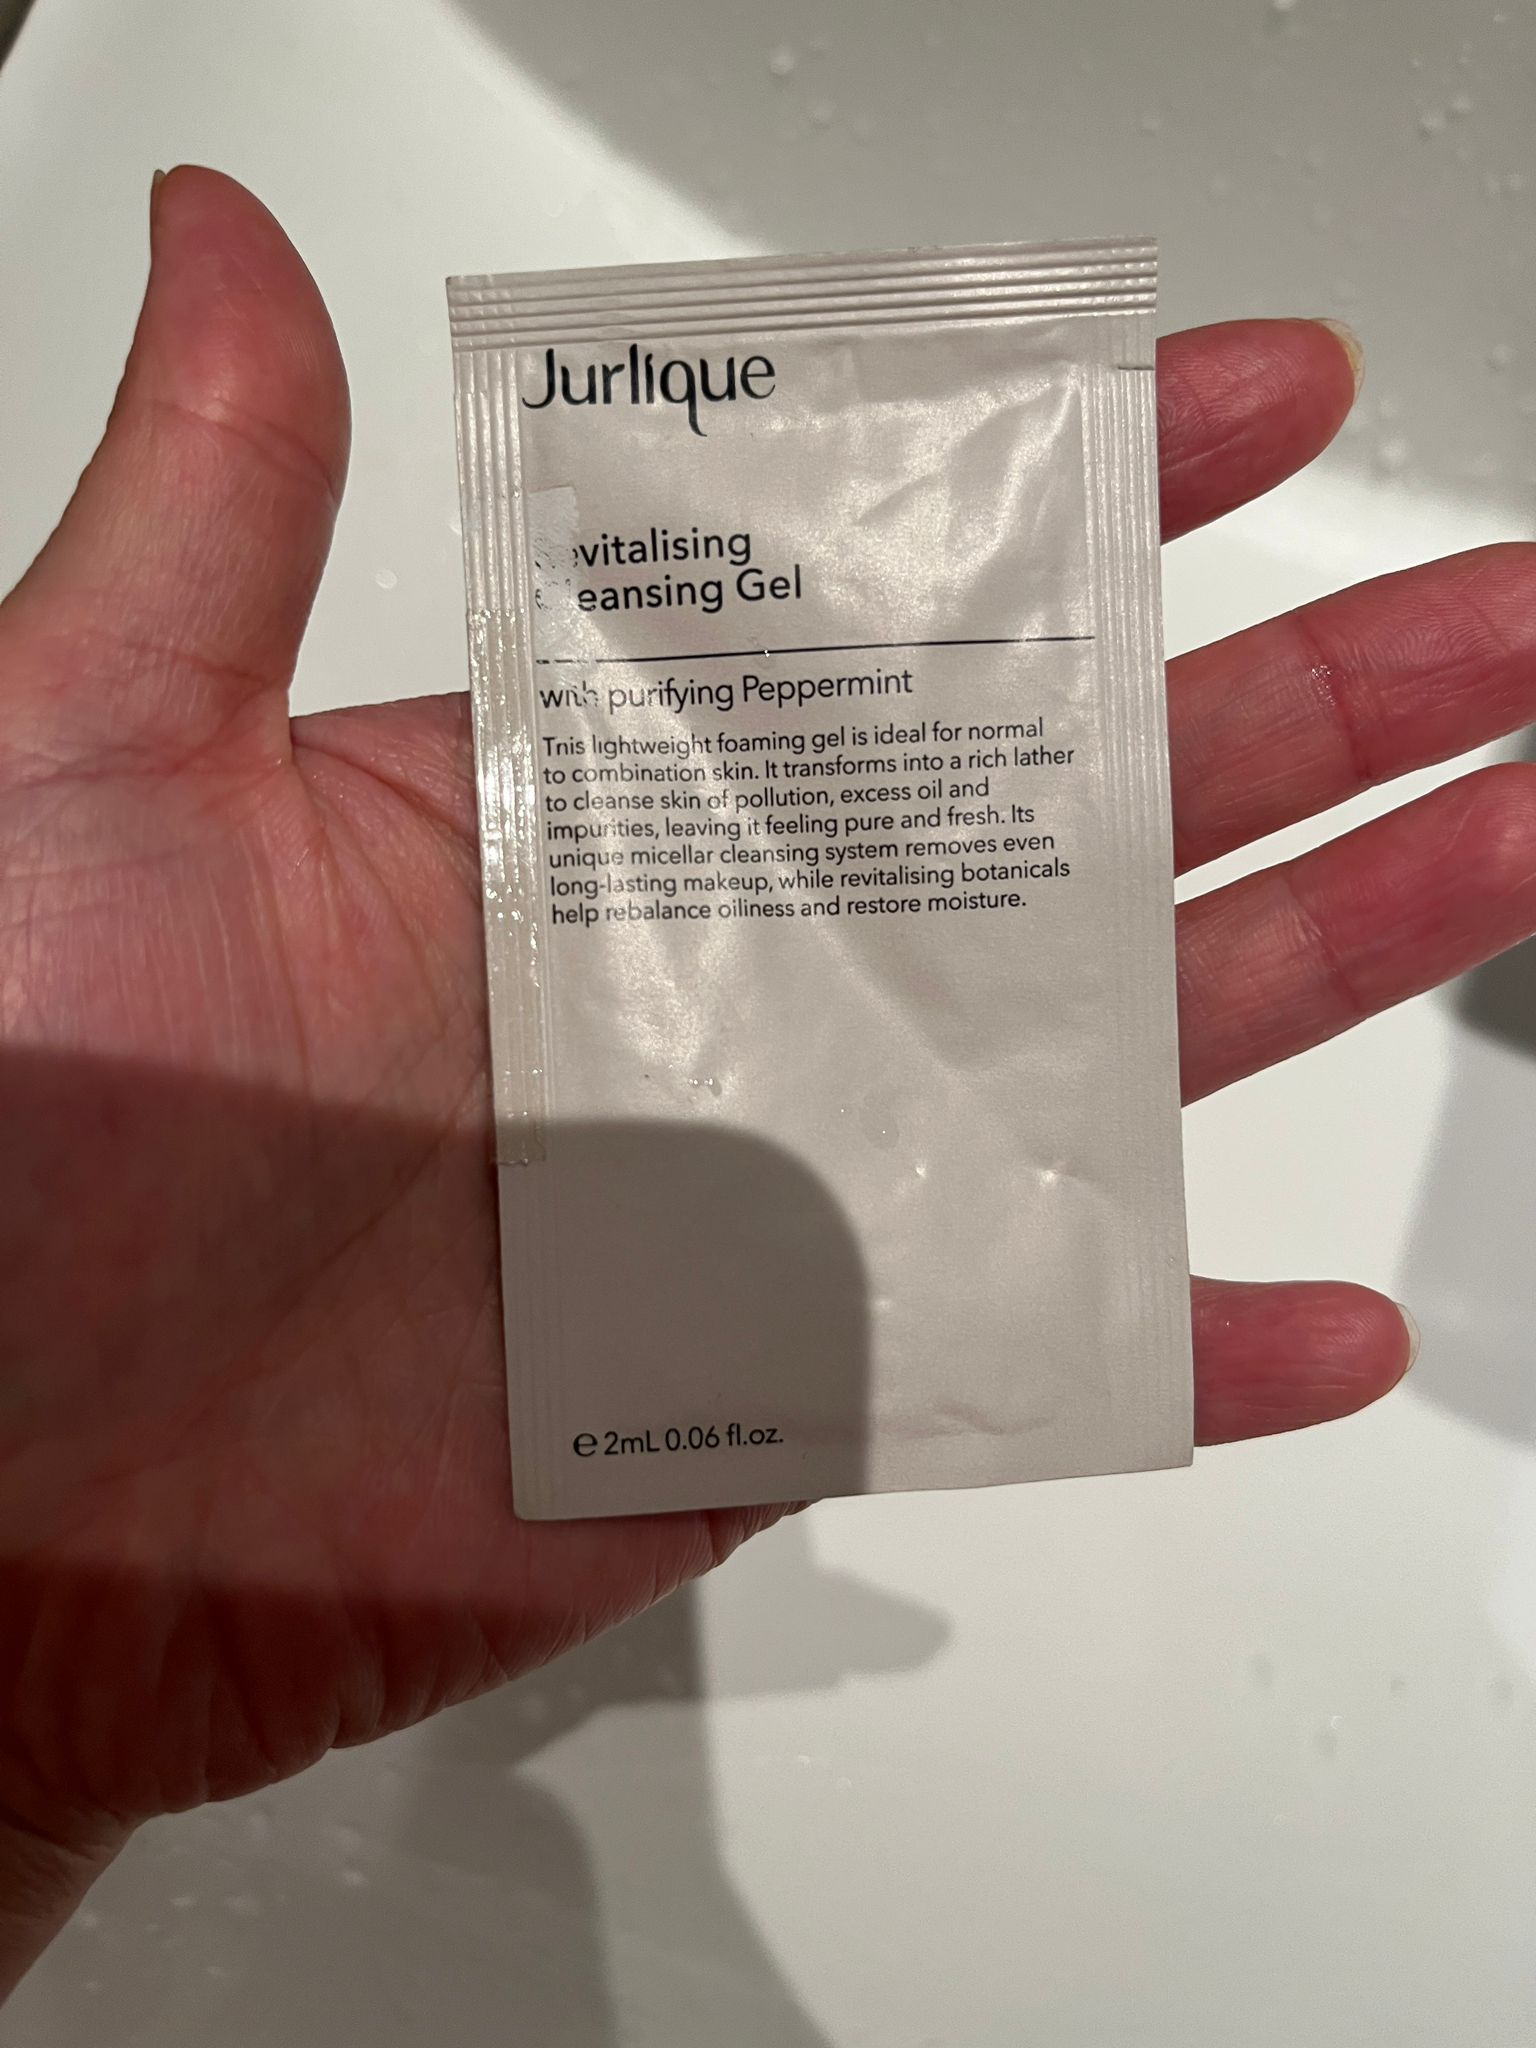 Jurlique
Revitalising
Cleansing Gel
with purifying Peppermint
This lightweight foaming gel is ideal for normal
to combination skin. It transforms into a rich lather
to cleanse skin of pollution, excess oil and
impurities, leaving it feeling pure and fresh. Its
unique micellar cleansing system removes even
long-lasting makeup, while revitalising botanicals
help rebalance oiliness and restore moisture.
℮ 2mL 0.06 fl.oz.